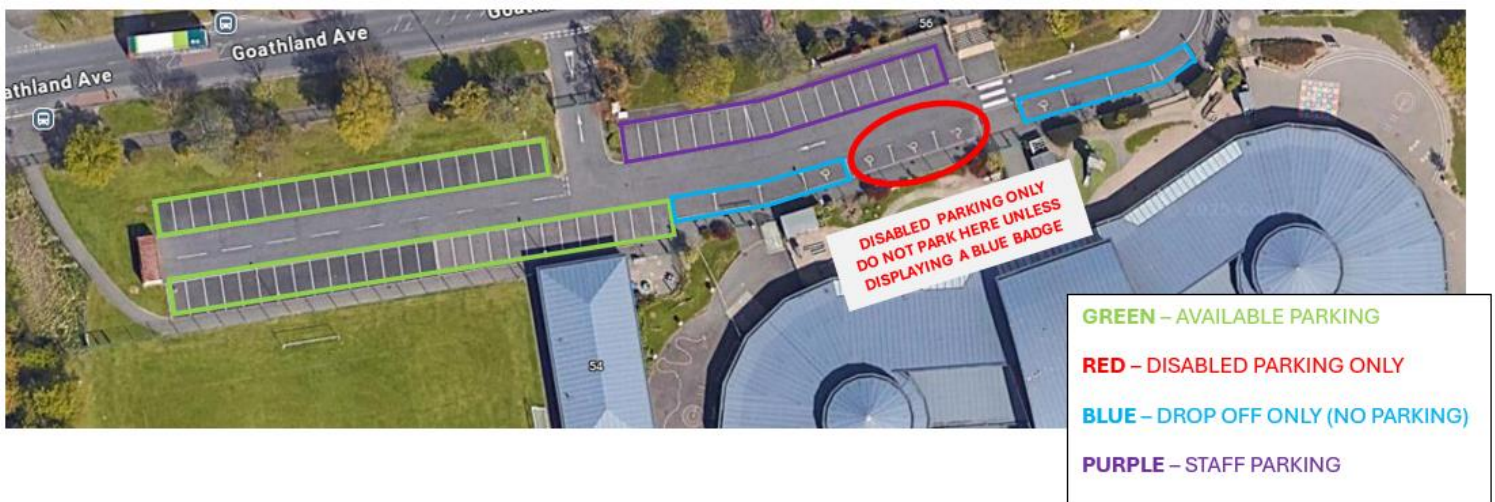 Goathland Ave
athland Ave
56
54
DISABLED PARKING ONLY
DO NOT PARK HERE UNLESS
DISPLAYING A BLUE BADGE
GREEN – AVAILABLE PARKING
RED – DISABLED PARKING ONLY
BLUE – DROP OFF ONLY (NO PARKING)
PURPLE – STAFF PARKING